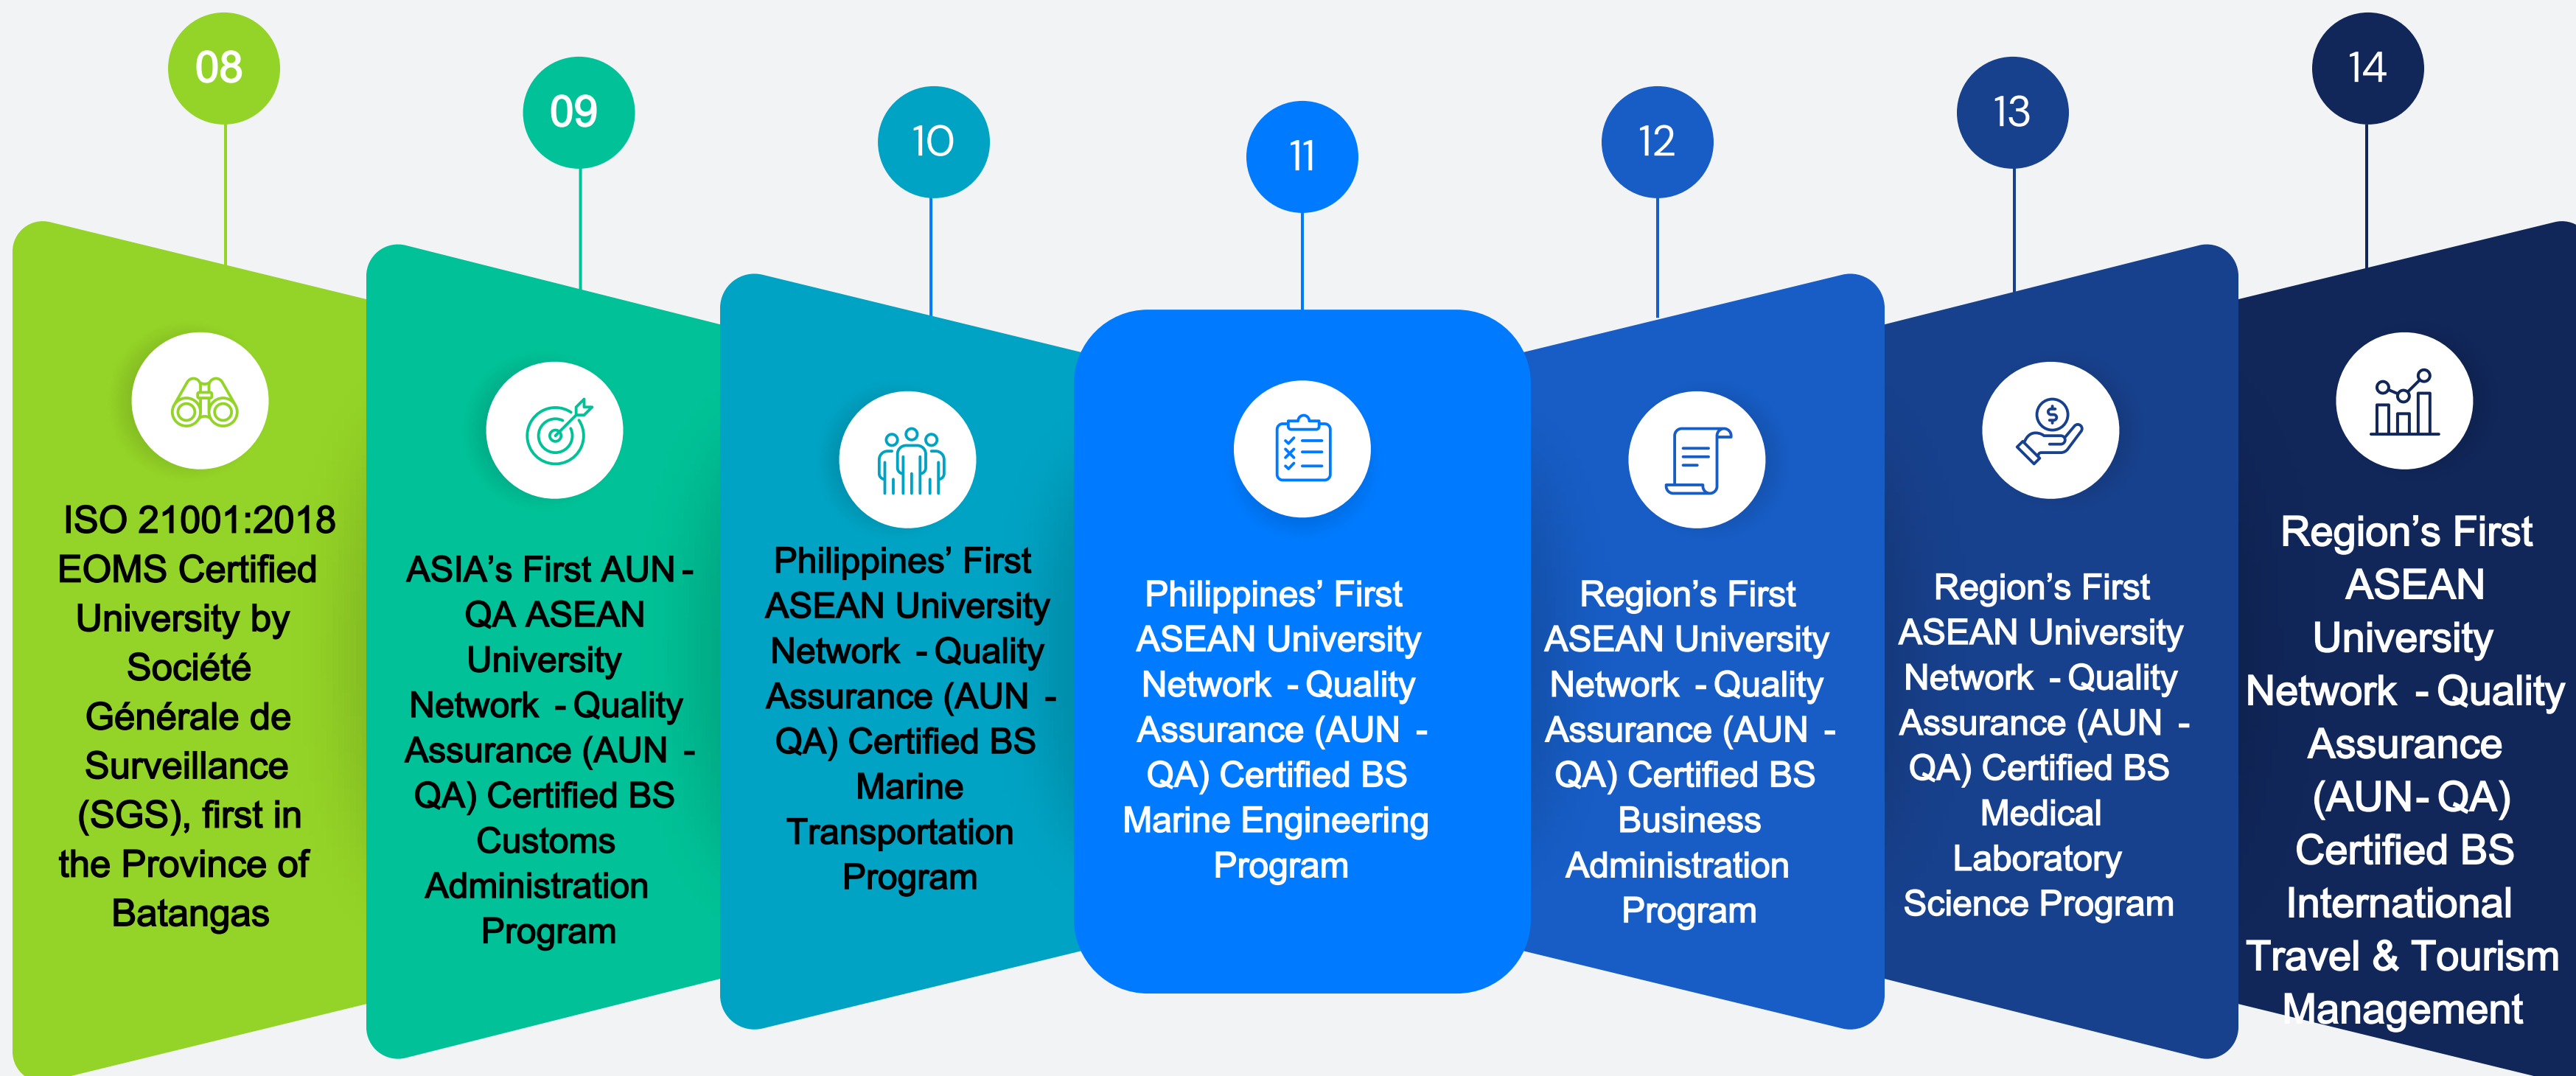 08
ISO 21001:2018
EOMS Certified
University by
Société
Générale de
Surveillance
(SGS), first in
the Province of
Batangas
09
ASIA’s First AUN -
QA ASEAN
University
Network - Quality
Assurance (AUN -
QA) Certified BS
Customs
Administration
Program
10
Philippines’ First
ASEAN University
Network - Quality
Assurance (AUN -
QA) Certified BS
Marine
Transportation
Program
11
Philippines’ First
ASEAN University
Network - Quality
Assurance (AUN -
QA) Certified BS
Marine Engineering
Program
12
Region’s First
ASEAN University
Network - Quality
Assurance (AUN -
QA) Certified BS
Business
Administration
Program
13
Region’s First
ASEAN University
Network - Quality
Assurance (AUN -
QA) Certified BS
Medical
Laboratory
Science Program
14
Region’s First
ASEAN
University
Network - Quality
Assurance
(AUN- QA)
Certified BS
International
Travel & Tourism
Management